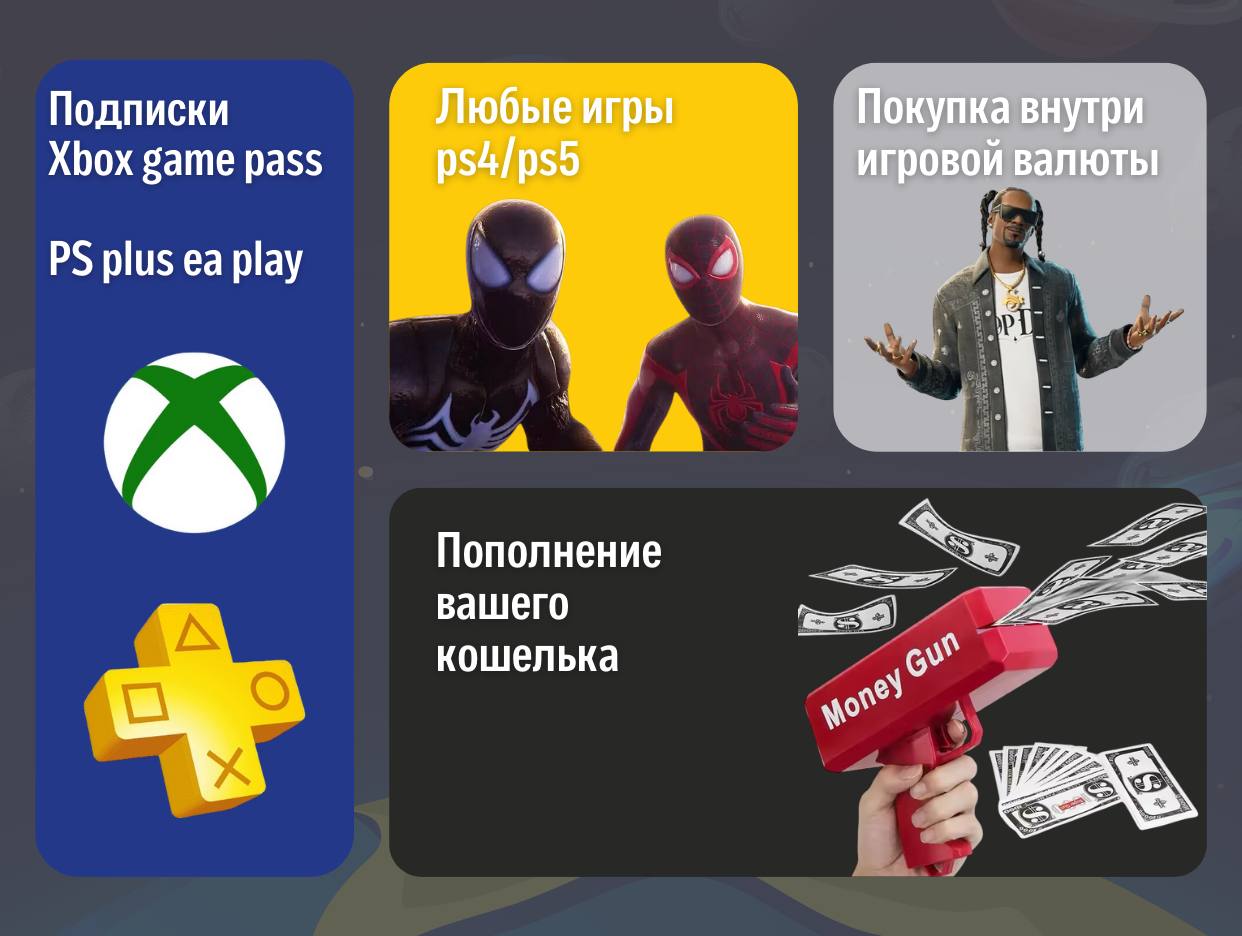 Подписки
Xbox game pass
PS plus ea play
Любые игры
ps4/ps5
Покупка внутри
игровой валюты
Пополнение
вашего
кошелька
Money Gun